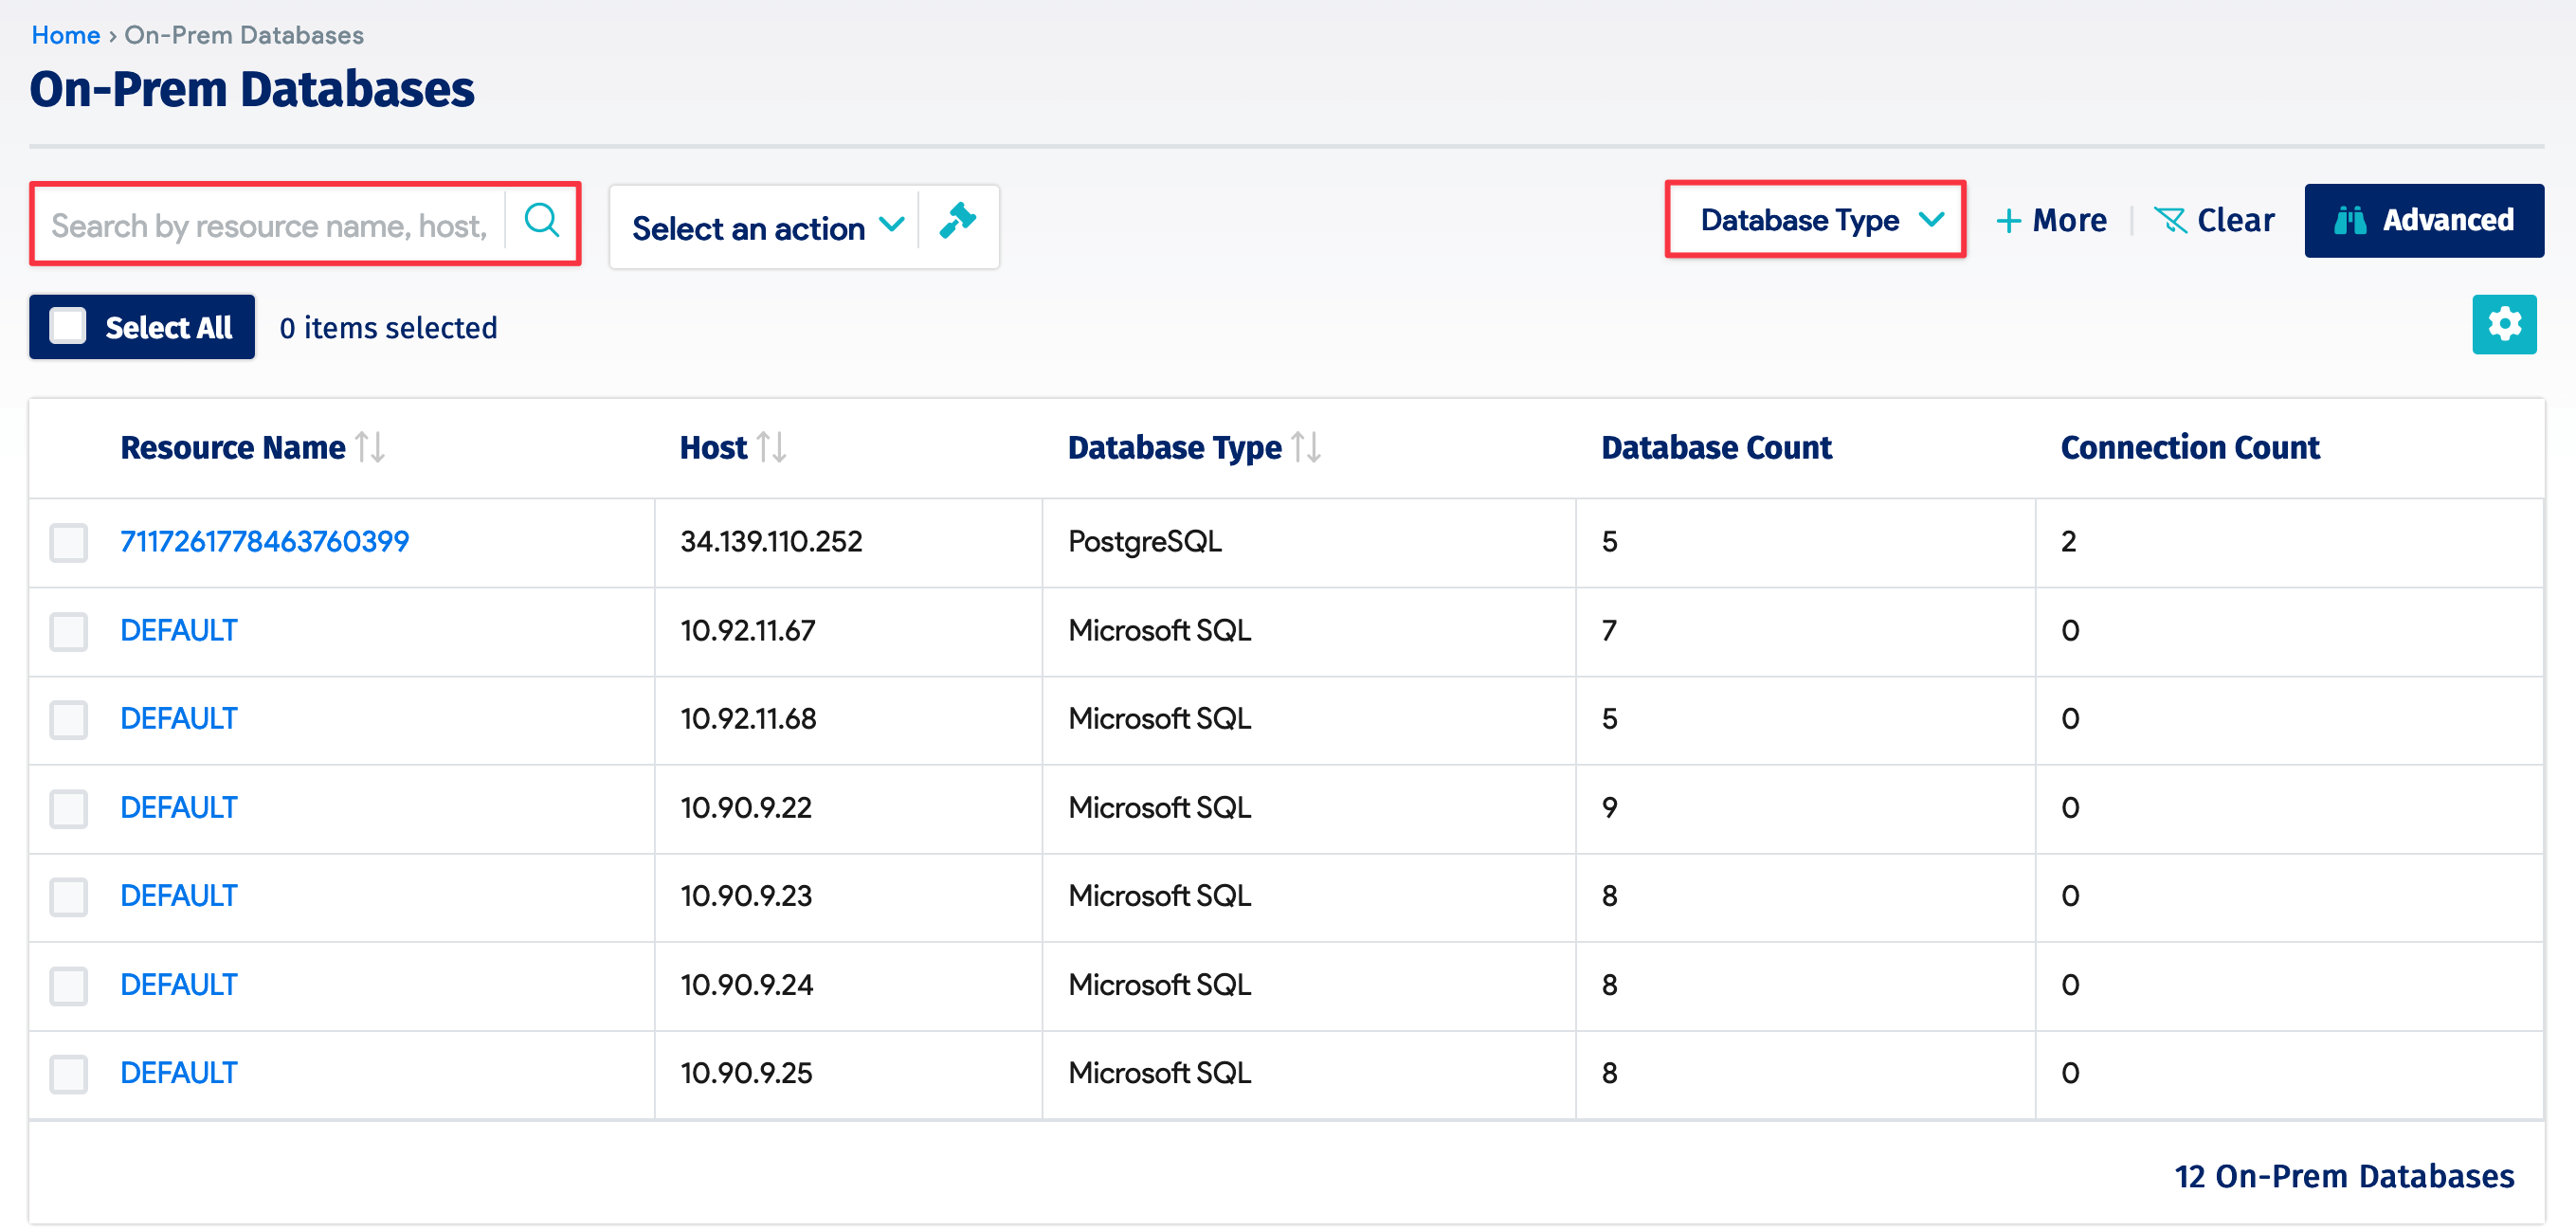 Home › On-Prem Databases
On-Prem Databases
Search by resource name, host,
Select an action
Database Type
More
Clear
Advanced
Select All
0 items selected
Resource Name Host Database Type Database Count Connection Count
7117261778463760399 34.139.110.252 PostgreSQL 5 2
DEFAULT 10.92.11.67 Microsoft SQL 7 0
DEFAULT 10.92.11.68 Microsoft SQL 5 0
DEFAULT 10.90.9.22 Microsoft SQL 9 0
DEFAULT 10.90.9.23 Microsoft SQL 8 0
DEFAULT 10.90.9.24 Microsoft SQL 8 0
DEFAULT 10.90.9.25 Microsoft SQL 8 0
12 On-Prem Databases